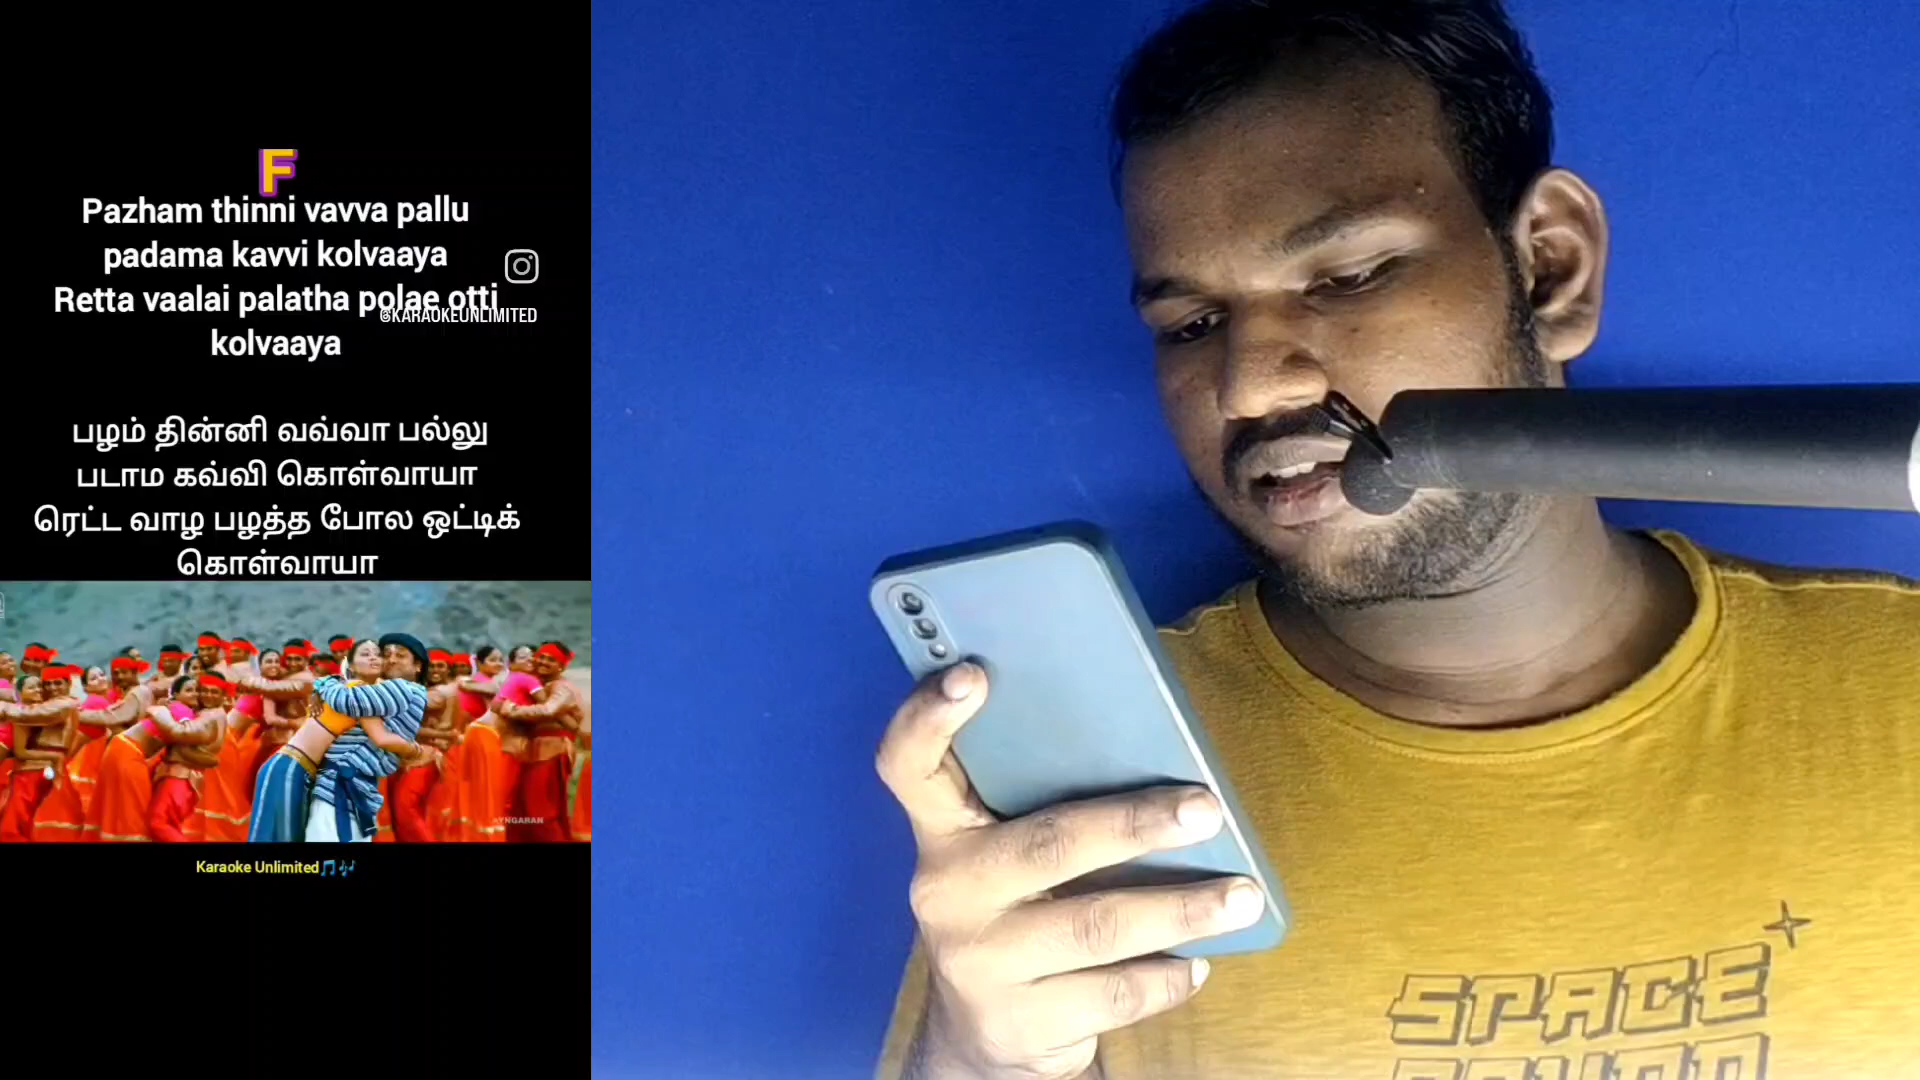 F
Pazham thinni vavva pallu
padama kavvi kolvaaya
Retta vaalai palatha polae otti
@KARAOKEUNLIMITED
kolvaaya
பழம் தின்னி வவ்வா பல்லு
படாம கவ்வி கொள்வாயா
ரெட்ட வாழ பழத்த போல ஒட்டிக்
கொள்வாயா
AYNGARAN
Karaoke Unlimited
SPACE